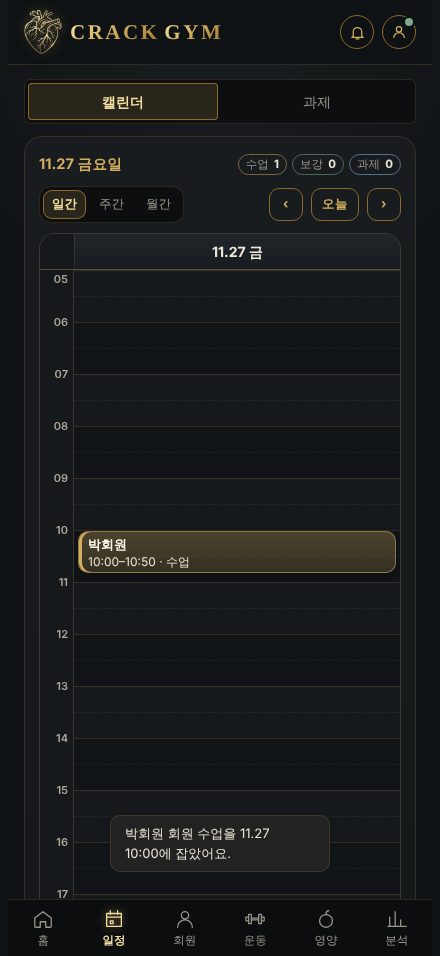 CRACK GYM
캘린더
과제
11.27 금요일
수업 1
보강 0
과제 0
일간
주간
월간
‹
오늘
›
11.27 금
05
06
07
08
09
10
박회원
10:00–10:50 · 수업
11
12
13
14
15
박회원 회원 수업을 11.27
10:00에 잡았어요.
16
17
홈
일정
회원
운동
영양
분석